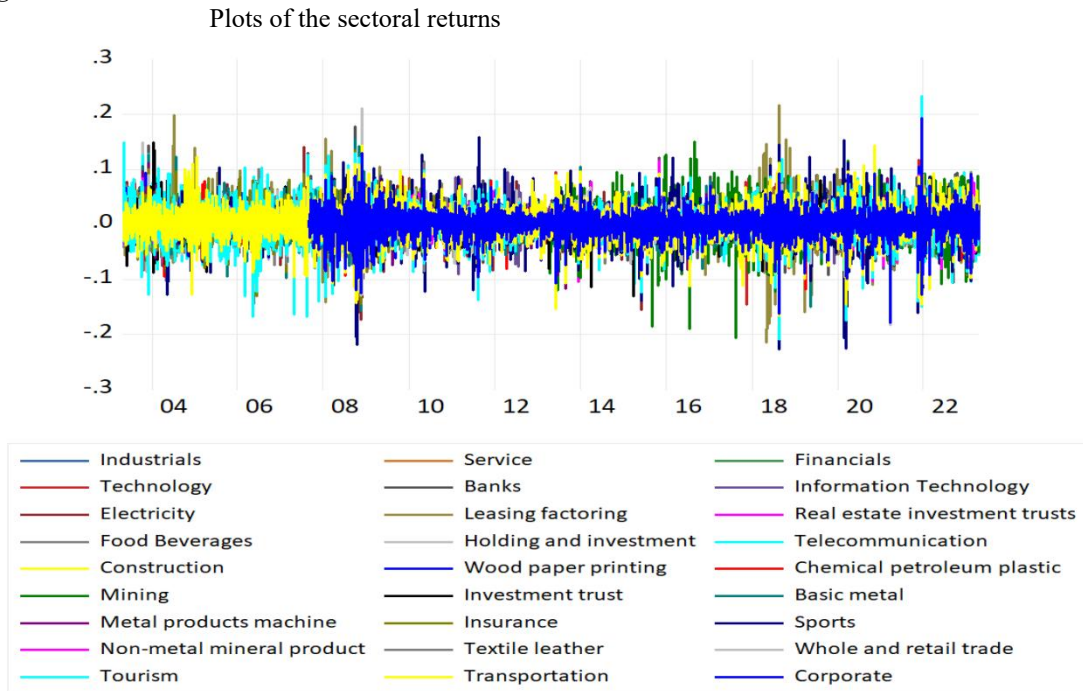 Plots of the sectoral returns
.3
.2
.1
.0
-.1
-.2
-.3
04 06 08 10 12 14 16 18 20 22
Industrials Service Financials
Technology Banks Information Technology
Electricity Leasing factoring Real estate investment trusts
Food Beverages Holding and investment Telecommunication
Construction Wood paper printing Chemical petroleum plastic
Mining Investment trust Basic metal
Metal products machine Insurance Sports
Non-metal mineral product Textile leather Whole and retail trade
Tourism Transportation Corporate